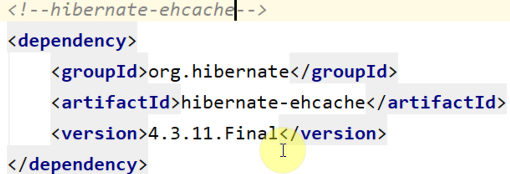 <!--hibernate-ehcache-->
<dependency>
<groupId>org.hibernate</groupId>
<artifactId>hibernate-ehcache</artifactId>
<version>4.3.11.Final</version>
</dependency>